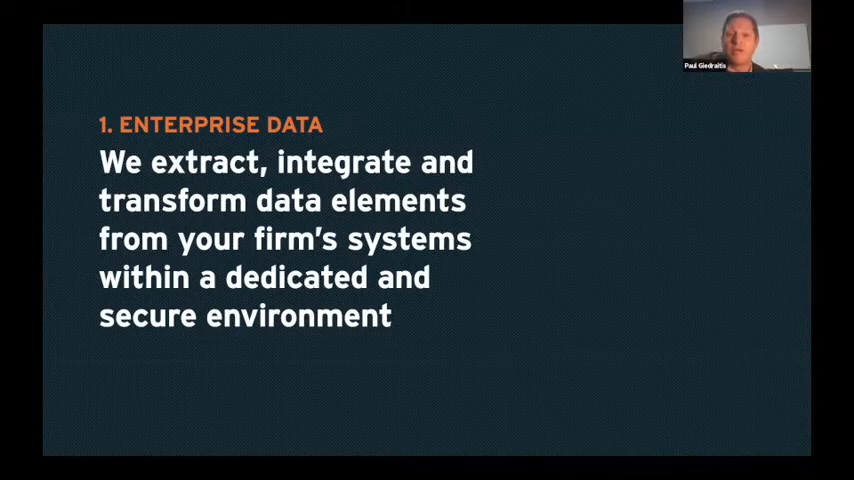 Paul Giedraitis
1. ENTERPRISE DATA
We extract, integrate and
transform data elements
from your firm's systems
within a dedicated and
secure environment